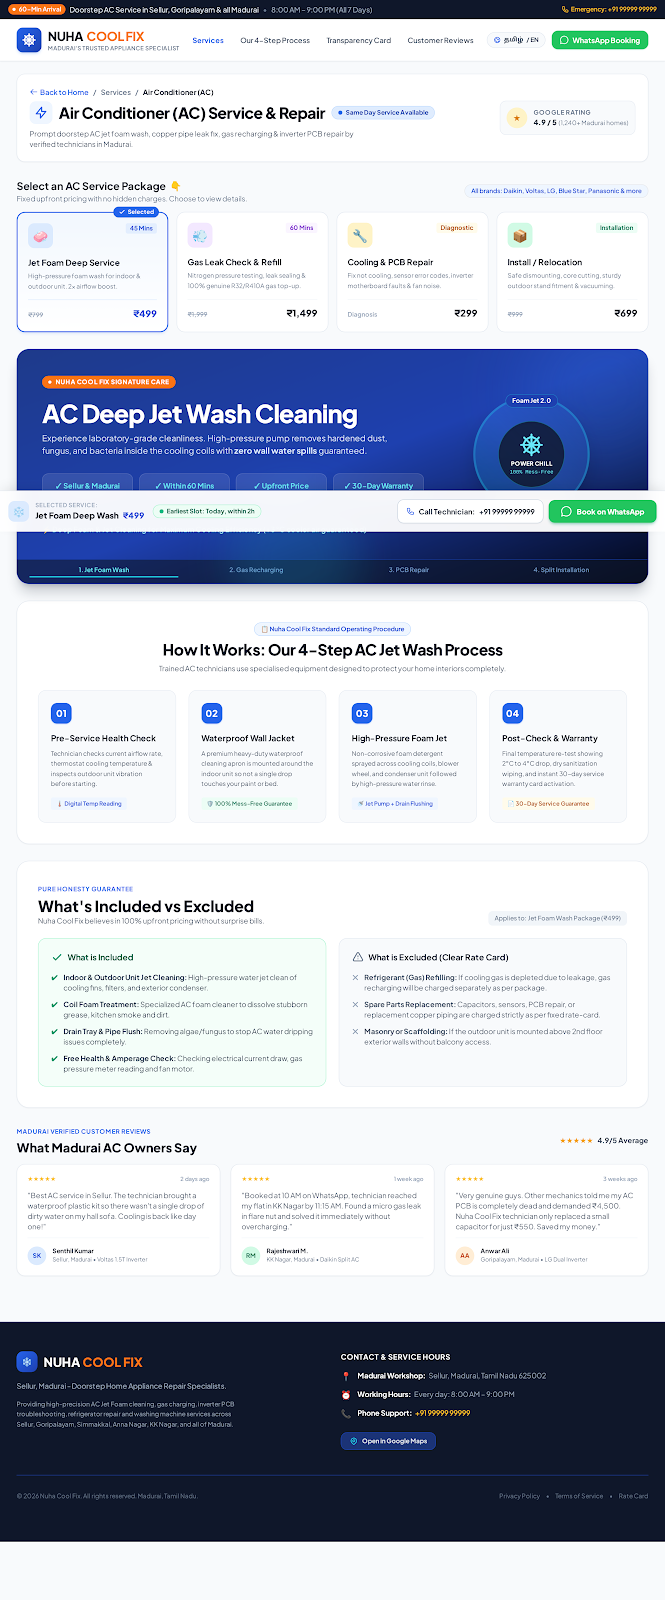 60-Min Arrival Doorstep AC Service in Sellur, Goripalayam & all Madurai • 8:00 AM – 9:00 PM (All 7 Days) Emergency: +91 99999 99999
NUHA COOL FIX
MADURAI'S TRUSTED APPLIANCE SPECIALIST
Services Our 4-Step Process Transparency Card Customer Reviews தமிழ் / EN WhatsApp Booking
← Back to Home / Services / Air Conditioner (AC)
Air Conditioner (AC) Service & Repair Same Day Service Available
Prompt doorstep AC jet foam wash, copper pipe leak fix, gas recharging & inverter PCB repair by
verified technicians in Madurai.
GOOGLE RATING
4.9 / 5 (1,240+ Madurai homes)
Select an AC Service Package
Fixed upfront pricing with no hidden charges. Choose to view details.
All brands: Daikin, Voltas, LG, Blue Star, Panasonic & more
✓ Selected
45 Mins
Jet Foam Deep Service
High-pressure foam wash for indoor &
outdoor unit. 2x airflow boost.
₹799 ₹499
60 Mins
Gas Leak Check & Refill
Nitrogen pressure testing, leak sealing &
100% genuine R32/R410A gas top-up.
₹1,999 ₹1,499
Diagnostic
Cooling & PCB Repair
Fix not cooling, sensor error codes, inverter
motherboard faults & fan noise.
Diagnosis ₹299
Installation
Install / Relocation
Safe dismounting, core cutting, sturdy
outdoor stand fitment & vacuuming.
₹999 ₹699
NUHA COOL FIX SIGNATURE CARE
AC Deep Jet Wash Cleaning
Experience laboratory-grade cleanliness. High-pressure pump removes hardened dust,
fungus, and bacteria inside the cooling coils with zero wall water spills guaranteed.
✓ Sellur & Madurai ✓ Within 60 Mins ✓ Upfront Price ✓ 30-Day Warranty
Foam Jet 2.0
POWER CHILL
100% Mess-Free
SELECTED SERVICE:
Jet Foam Deep Wash ₹499
Earliest Slot: Today, within 2h
Call Technician: +91 99999 99999
Book on WhatsApp
1. Jet Foam Wash 2. Gas Recharging 3. PCB Repair 4. Split Installation
Nuha Cool Fix Standard Operating Procedure
How It Works: Our 4-Step AC Jet Wash Process
Trained AC technicians use specialised equipment designed to protect your home interiors completely.
01
Pre-Service Health Check
Technician checks current airflow rate,
thermostat cooling temperature &
inspects outdoor unit vibration
before starting.
Digital Temp Reading
02
Waterproof Wall Jacket
A premium heavy-duty waterproof
cleaning apron is mounted around the
indoor unit so not a single drop
touches your paint or bed.
100% Mess-Free Guarantee
03
High-Pressure Foam Jet
Non-corrosive foam detergent
sprayed across cooling coils, blower
wheel, and condenser unit followed
by high-pressure water rinse.
Jet Pump + Drain Flushing
04
Post-Check & Warranty
Final temperature re-test showing
2°C to 4°C drop, dry sanitization
wiping, and instant 30-day service
warranty card activation.
30-Day Service Guarantee
PURE HONESTY GUARANTEE
What's Included vs Excluded
Nuha Cool Fix believes in 100% upfront pricing without surprise bills.
Applies to: Jet Foam Wash Package (₹499)
What is Included
✔ Indoor & Outdoor Unit Jet Cleaning: High-pressure water jet clean of
cooling fins, filters, and exterior condenser.
✔ Coil Foam Treatment: Specialized AC foam cleaner to dissolve stubborn
grease, kitchen smoke and dirt.
✔ Drain Tray & Pipe Flush: Removing algae/fungus to stop AC water dripping
issues completely.
✔ Free Health & Amperage Check: Checking electrical current draw, gas
pressure meter reading and fan motor.
What is Excluded (Clear Rate Card)
✕ Refrigerant (Gas) Refilling: If cooling gas is depleted due to leakage, gas
recharging will be charged separately as per package.
✕ Spare Parts Replacement: Capacitors, sensors, PCB repair, or
replacement copper piping are charged strictly as per fixed rate-card.
✕ Masonry or Scaffolding: If the outdoor unit is mounted above 2nd floor
exterior walls without balcony access.
MADURAI VERIFIED CUSTOMER REVIEWS
What Madurai AC Owners Say
★★★★★ 4.9/5 Average
★★★★★ 2 days ago
"Best AC service in Sellur. The technician brought a
waterproof plastic kit so there wasn't a single drop of
dirty water on my hall sofa. Cooling is back like day
one!"
SK Senthil Kumar
Sellur, Madurai • Voltas 1.5T Inverter
★★★★★ 1 week ago
"Booked at 10 AM on WhatsApp, technician reached
my flat in KK Nagar by 11:15 AM. Found a micro gas leak
in flare nut and solved it immediately without
overcharging."
RM Rajeshwari M.
KK Nagar, Madurai • Daikin Split AC
★★★★★ 3 weeks ago
"Very genuine guys. Other mechanics told me my AC
PCB is completely dead and demanded ₹4,500.
Nuha Cool Fix technician only replaced a small
capacitor for just ₹550. Saved my money."
AA Anwar Ali
Goripalayam, Madurai • LG Dual Inverter
NUHA COOL FIX
Sellur, Madurai - Doorstep Home Appliance Repair Specialists.
Providing high-precision AC Jet Foam cleaning, gas charging, inverter PCB
troubleshooting, refrigerator repair and washing machine services across
Sellur, Goripalayam, Simmakkal, Anna Nagar, KK Nagar, and all of Madurai.
CONTACT & SERVICE HOURS
Madurai Workshop: Sellur, Madurai, Tamil Nadu 625002
Working Hours: Every day: 8:00 AM – 9:00 PM
Phone Support: +91 99999 99999
Open in Google Maps
© 2026 Nuha Cool Fix. All rights reserved. Madurai, Tamil Nadu.
Privacy Policy • Terms of Service • Rate Card